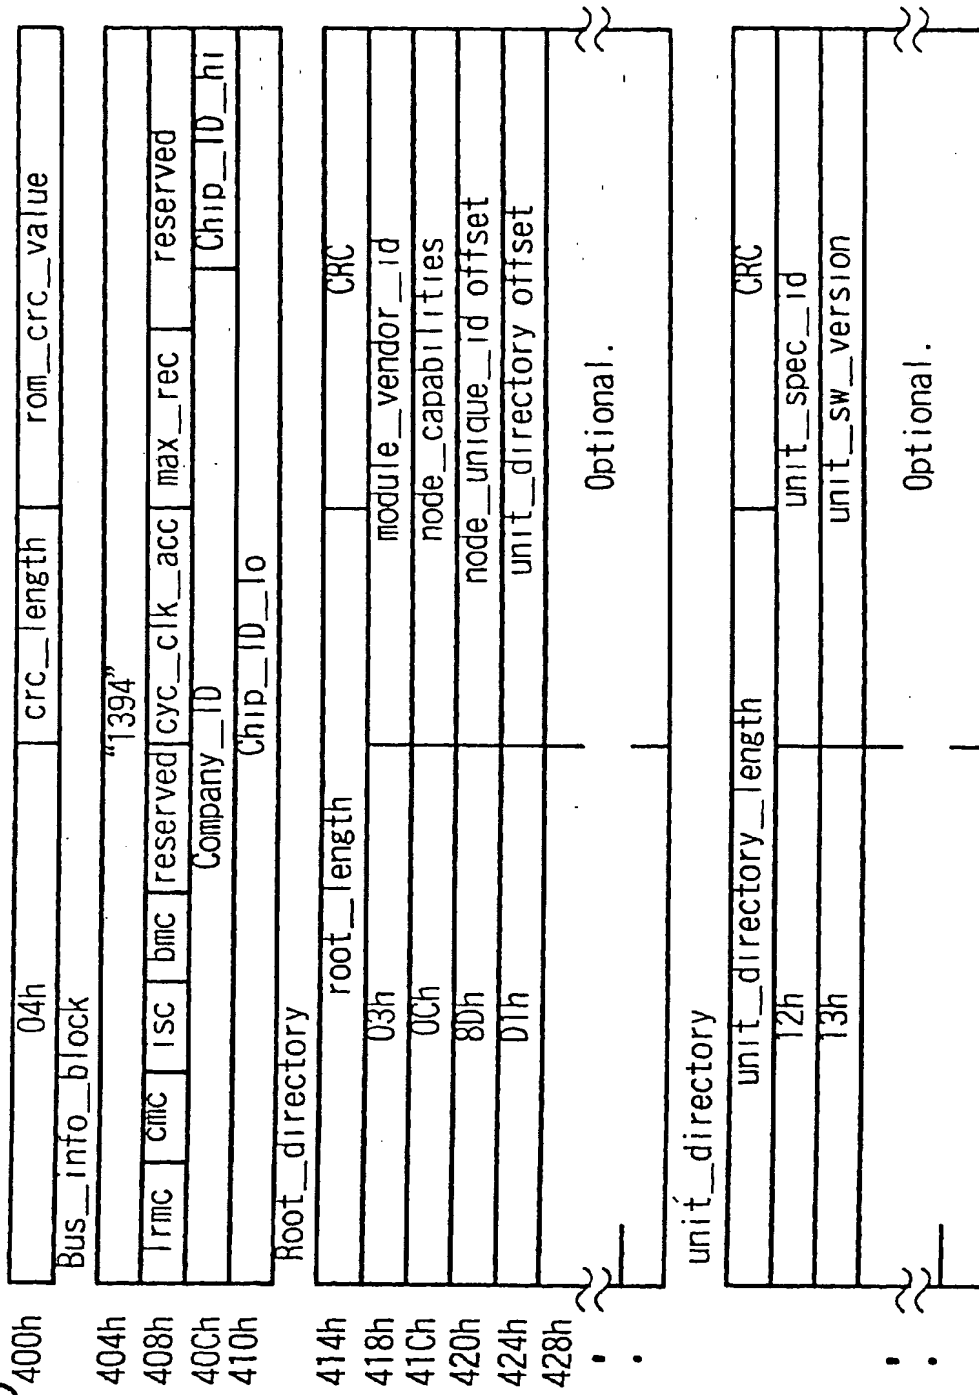 400h 04h crc_length rom_crc_value
Bus_info_block
404h "1394"
408h irmc cmc isc bmc reserved cyc_clk_acc max_rec reserved
40Ch Company_ID Chip_ID_hi
410h Chip_ID_lo
Root_directory
414h root_length CRC
418h 03h module_vendor_id
41Ch 0Ch node_capabilities
420h 8Dh node_unique_id offset
424h D1h unit_directory offset
428h
Optional.
unit_directory
unit_directory_length CRC
12h unit_spec_id
13h unit_sw_version
Optional.